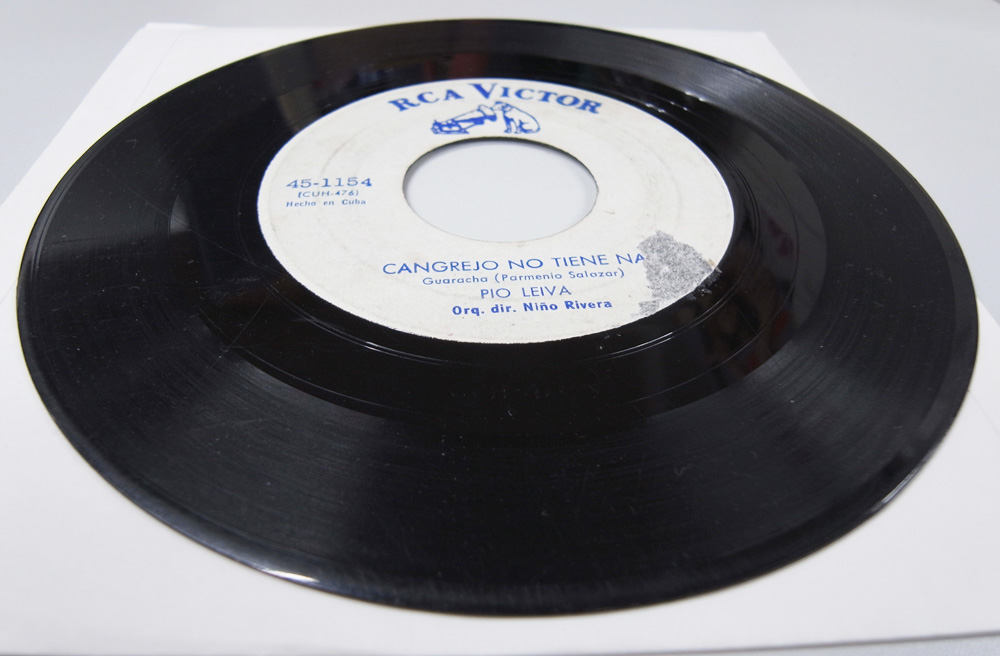 RCA VICTOR
45-1154
(CUH-476)
Hecho en Cuba
CANGREJO NO TIENE NA
Guaracha (Parmenio Salazar)
PIO LEIVA
Orq. dir. Niño Rivera